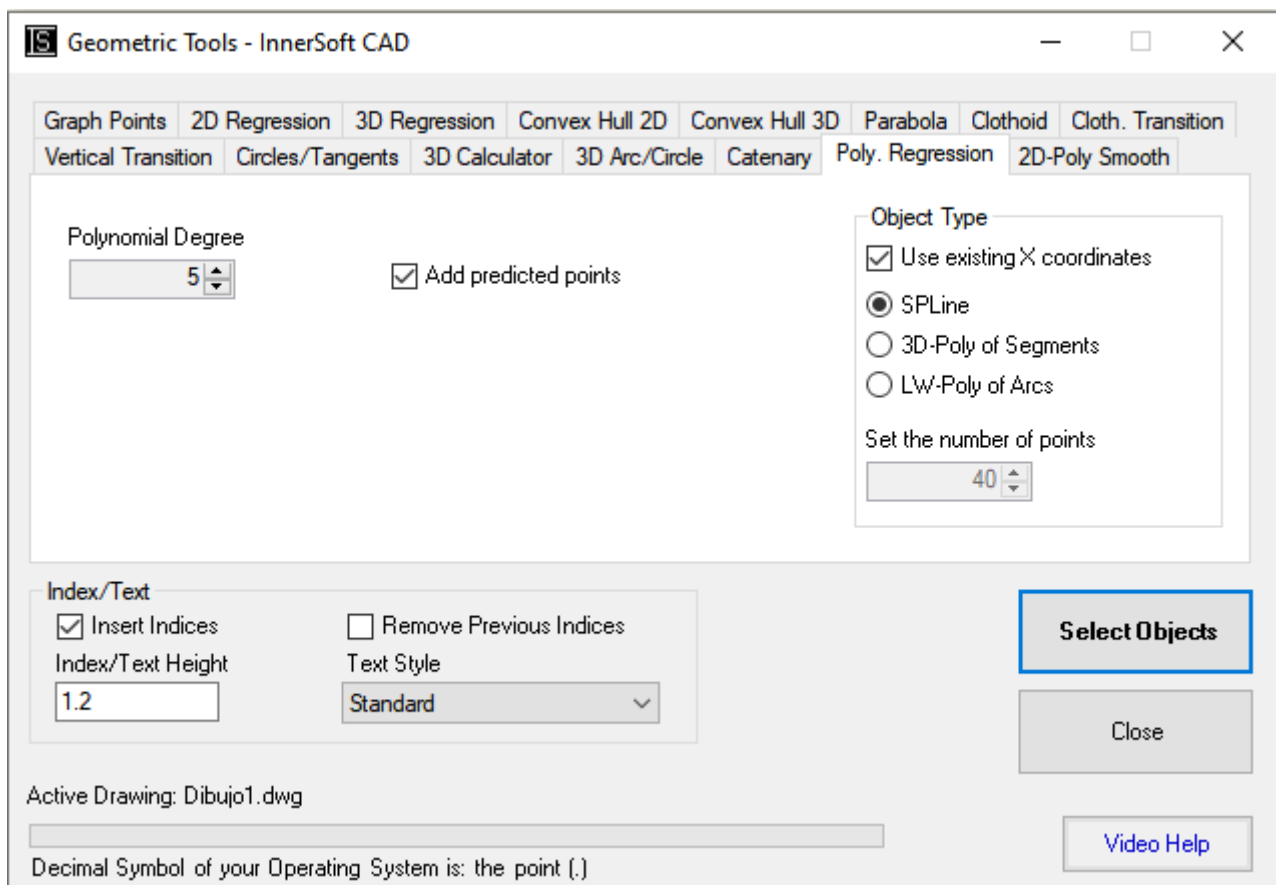 IS Geometric Tools - InnerSoft CAD
Graph Points 2D Regression 3D Regression Convex Hull 2D Convex Hull 3D Parabola Clothoid Cloth. Transition
Vertical Transition Circles/Tangents 3D Calculator 3D Arc/Circle Catenary Poly. Regression 2D-Poly Smooth
Polynomial Degree
5
Add predicted points
Object Type
Use existing X coordinates
SPLine
3D-Poly of Segments
LW-Poly of Arcs
Set the number of points
40
Index/Text
Insert Indices Remove Previous Indices
Index/Text Height Text Style
1.2 Standard
Select Objects
Close
Active Drawing: Dibujo1.dwg
Video Help
Decimal Symbol of your Operating System is: the point (.)